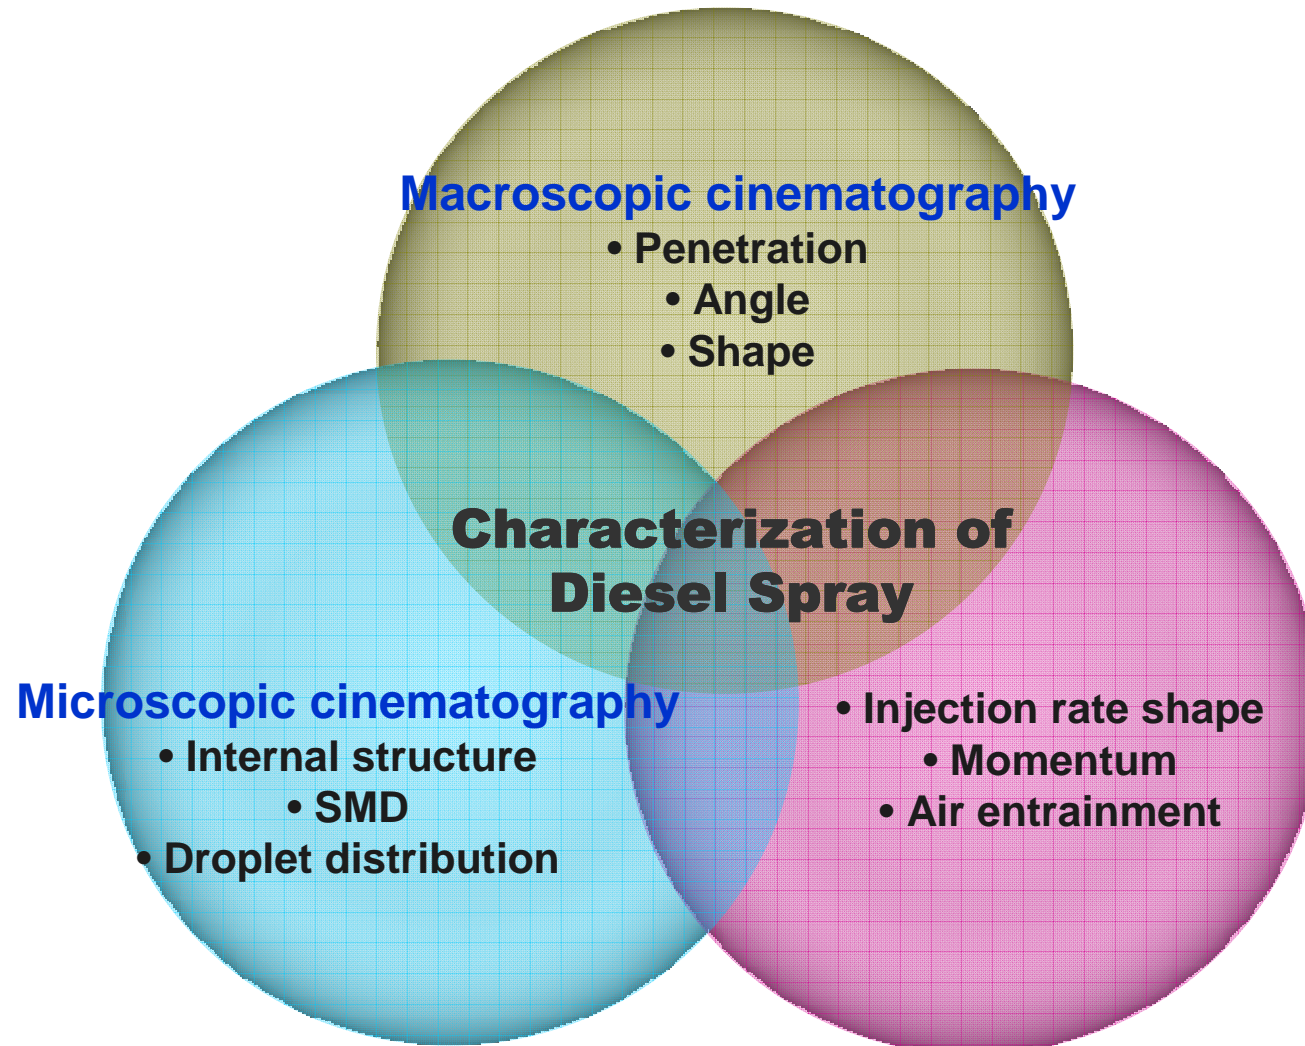 Macroscopic cinematography
• Penetration
• Angle
• Shape
Characterization of
Diesel Spray
Microscopic cinematography
• Internal structure
• SMD
• Droplet distribution
• Injection rate shape
• Momentum
• Air entrainment